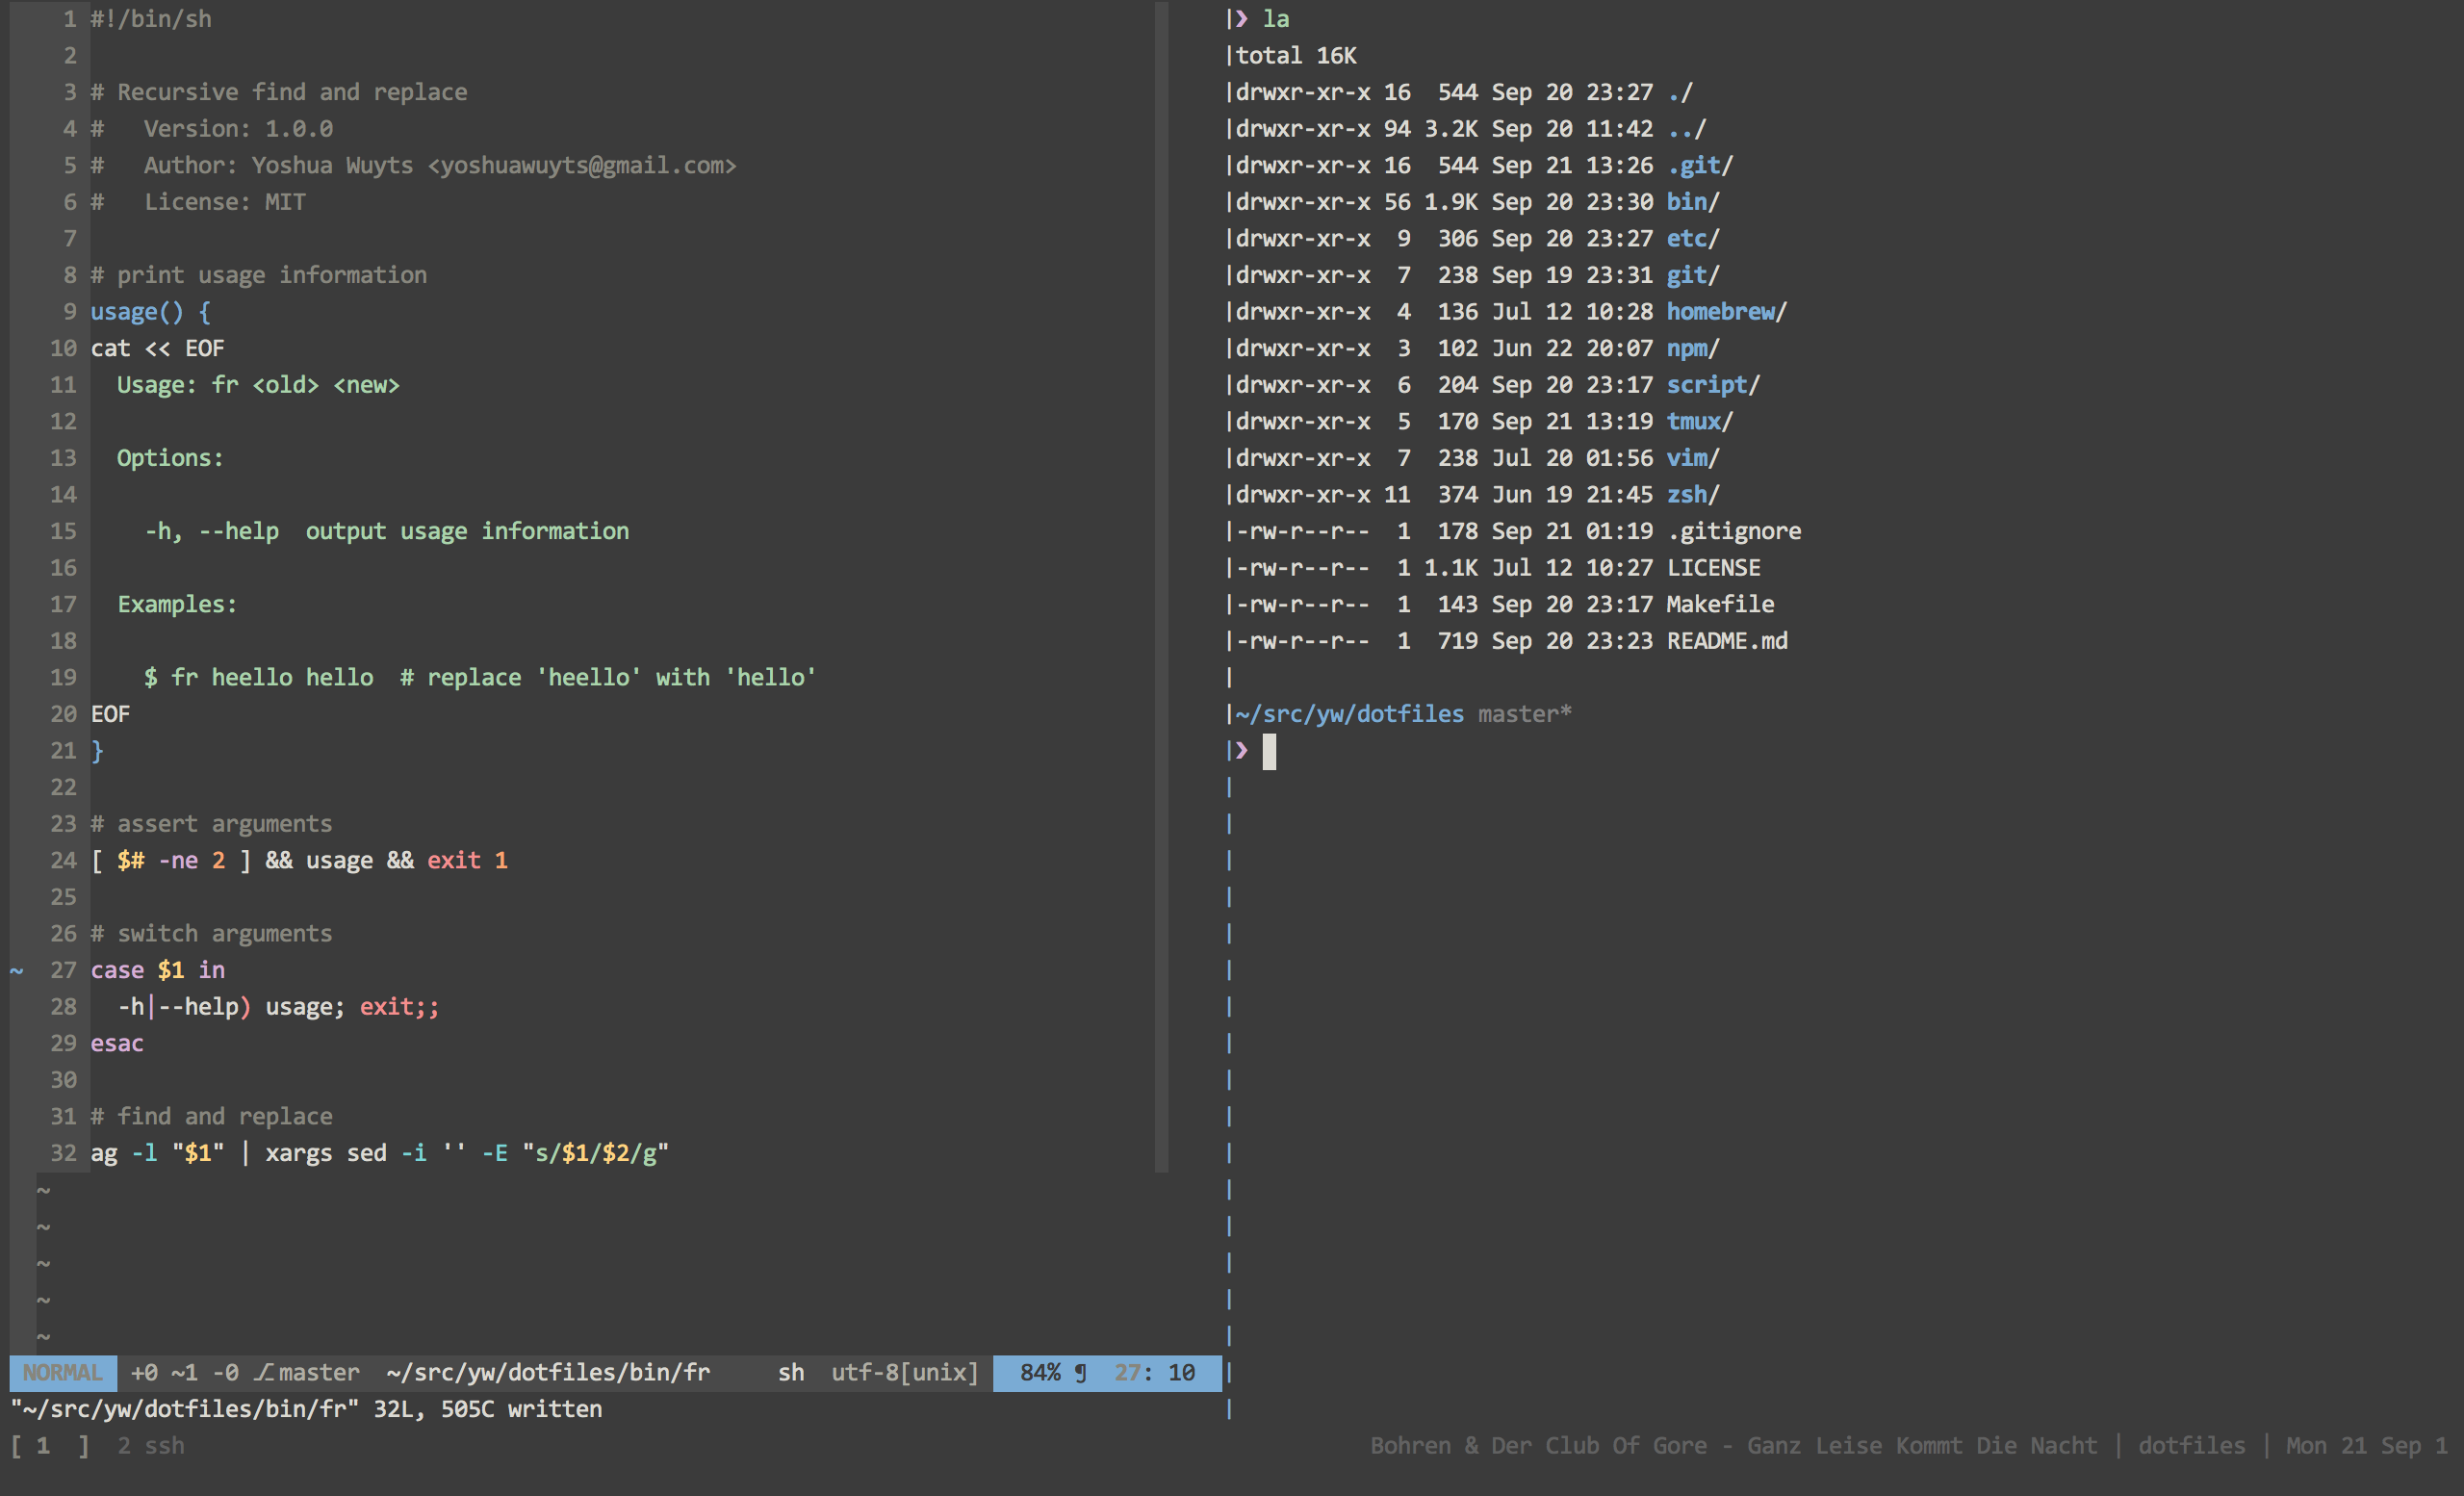 1 #!/bin/sh
2
3 # Recursive find and replace
4 #   Version: 1.0.0
5 #   Author: Yoshua Wuyts <yoshuawuyts@gmail.com>
6 #   License: MIT
7
8 # print usage information
9 usage() {
10 cat << EOF
11   Usage: fr <old> <new>
12
13   Options:
14
15     -h, --help  output usage information
16
17   Examples:
18
19     $ fr heello hello  # replace 'heello' with 'hello'
20 EOF
21 }
22
23 # assert arguments
24 [ $# -ne 2 ] && usage && exit 1
25
26 # switch arguments
~ 27 case $1 in
28   -h|--help) usage; exit;;
29 esac
30
31 # find and replace
32 ag -l "$1" | xargs sed -i '' -E "s/$1/$2/g"
~
~
~
~
~
NORMAL +0 ~1 -0 ⎇ master ~/src/yw/dotfiles/bin/fr sh utf-8[unix] 84% ¶ 27: 10
"~/src/yw/dotfiles/bin/fr" 32L, 505C written
❯ la
total 16K
drwxr-xr-x 16  544 Sep 20 23:27 ./
drwxr-xr-x 94 3.2K Sep 20 11:42 ../
drwxr-xr-x 16  544 Sep 21 13:26 .git/
drwxr-xr-x 56 1.9K Sep 20 23:30 bin/
drwxr-xr-x  9  306 Sep 20 23:27 etc/
drwxr-xr-x  7  238 Sep 19 23:31 git/
drwxr-xr-x  4  136 Jul 12 10:28 homebrew/
drwxr-xr-x  3  102 Jun 22 20:07 npm/
drwxr-xr-x  6  204 Sep 20 23:17 script/
drwxr-xr-x  5  170 Sep 21 13:19 tmux/
drwxr-xr-x  7  238 Jul 20 01:56 vim/
drwxr-xr-x 11  374 Jun 19 21:45 zsh/
-rw-r--r--  1  178 Sep 21 01:19 .gitignore
-rw-r--r--  1 1.1K Jul 12 10:27 LICENSE
-rw-r--r--  1  143 Sep 20 23:17 Makefile
-rw-r--r--  1  719 Sep 20 23:23 README.md
~/src/yw/dotfiles master*
❯
[ 1  ]  2 ssh
Bohren & Der Club Of Gore - Ganz Leise Kommt Die Nacht | dotfiles | Mon 21 Sep 1